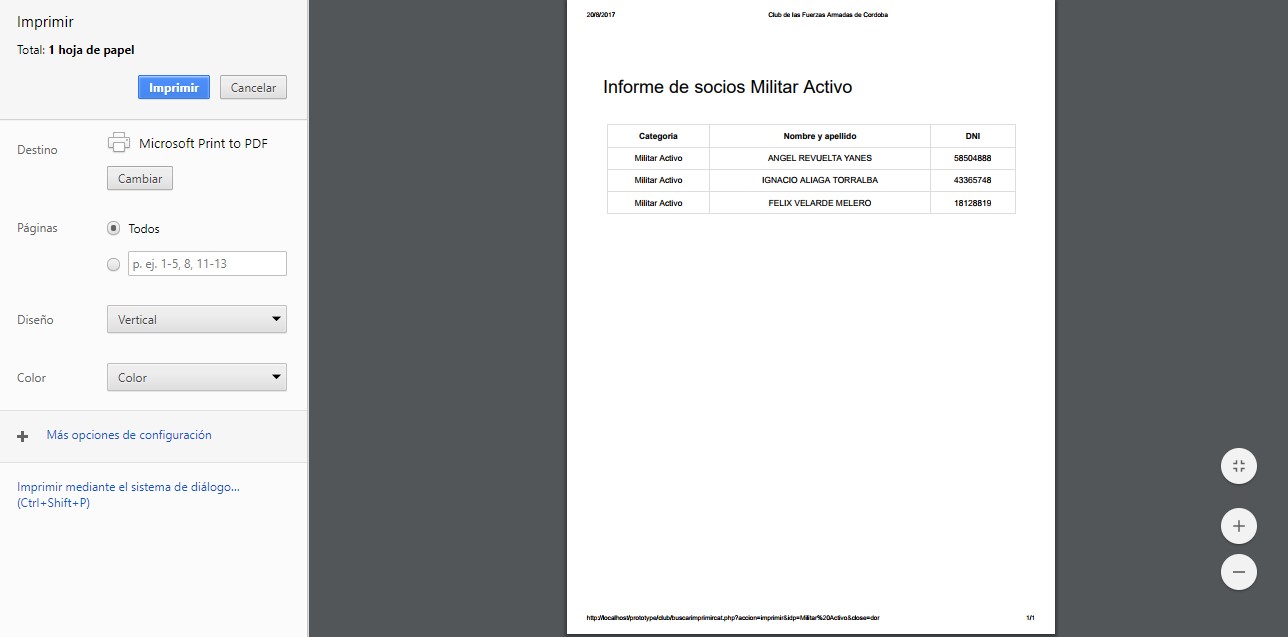 Imprimir
Total: 1 hoja de papel
Imprimir Cancelar
Destino Microsoft Print to PDF
Cambiar
Páginas Todos
p. ej. 1-5, 8, 11-13
Diseño Vertical
Color Color
Más opciones de configuración
Imprimir mediante el sistema de diálogo...
(Ctrl+Shift+P)
20/8/2017 Club de las Fuerzas Armadas de Cordoba
Informe de socios Militar Activo
Categoria Nombre y apellido DNI
Militar Activo ANGEL REVUELTA YANES 58504888
Militar Activo IGNACIO ALIAGA TORRALBA 43365748
Militar Activo FELIX VELARDE MELERO 18128819
http://localhost/prototype/club/buscarimprimircat.php?accion=imprimir&idp=Militar%20Activo&close=dor 1/1